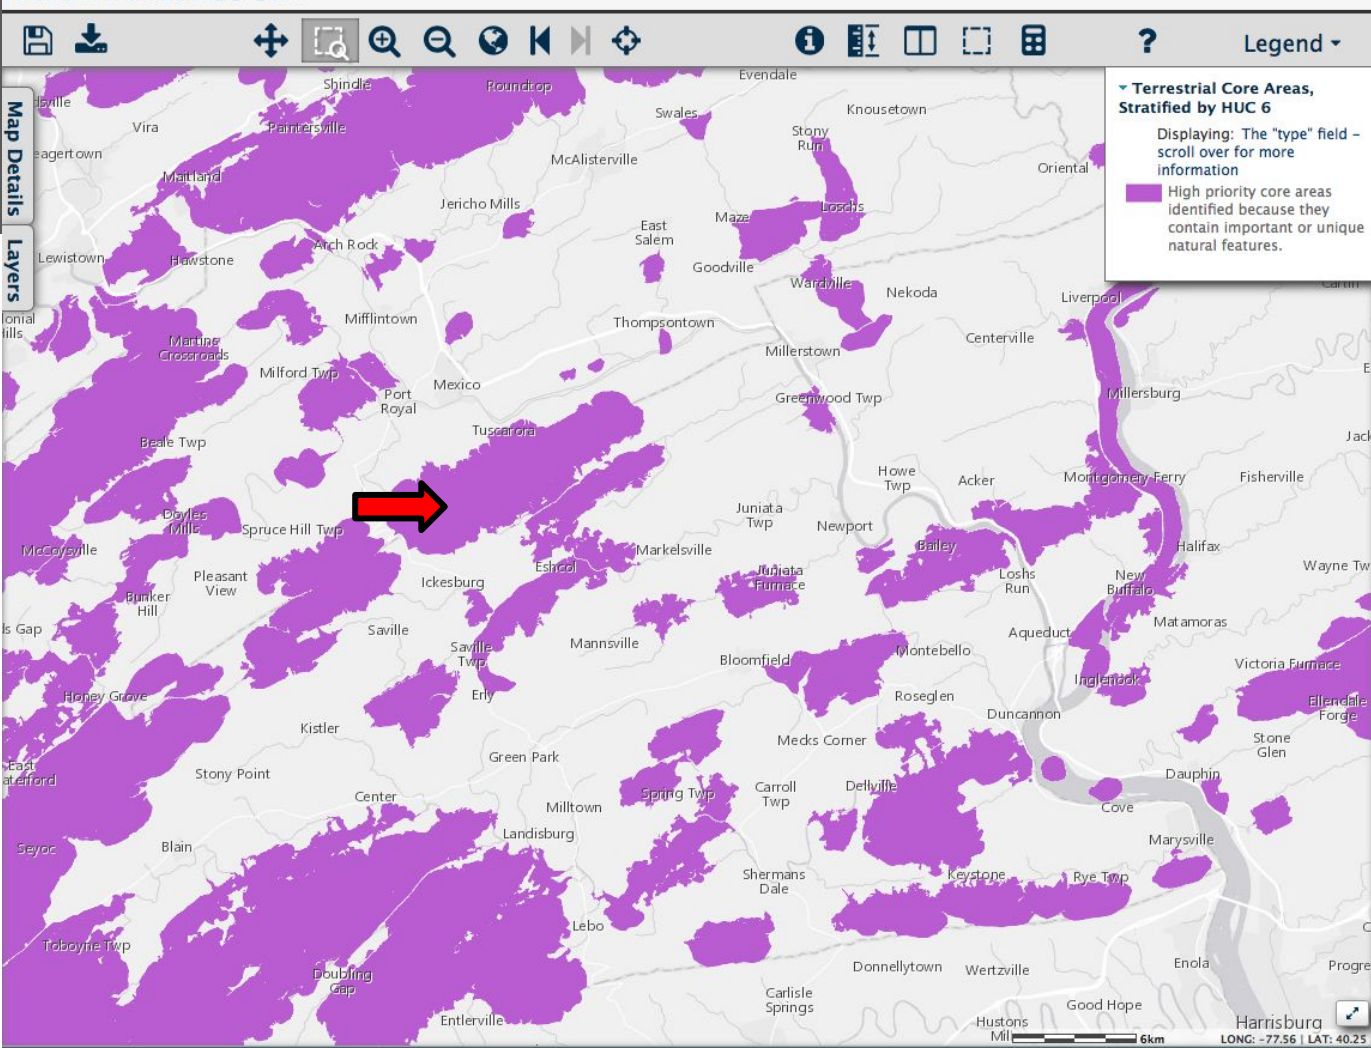 Legend
Map Details
Layers
Terrestrial Core Areas,
Stratified by HUC 6
Displaying: The "type" field –
scroll over for more
information
High priority core areas
identified because they
contain important or unique
natural features.
Shindle
Roundtop
Evendale
Knousetown
Swales
Vira
Paintersville
Stony
Run
McAlisterville
Oriental
Maitland
Jericho Mills
Loschs
Maze
East
Salem
Arch Rock
Lewistown
Hawstone
Goodville
Wardville
Nekoda
Liverpool
Mifflintown
Thompsontown
Centerville
Martins
Crossroads
Millerstown
Milford Twp
Mexico
Port
Royal
Greenwood Twp
Millersburg
Tuscarora
Beale Twp
Howe
Twp
Acker
Montgomery Ferry
Fisherville
Doyles
Mills
Spruce Hill Twp
Juniata
Twp
Newport
McCoysville
Markelsville
Bailey
Halifax
Eshcol
Pleasant
View
Ickesburg
Juniata
Furnace
Loshs
Run
New
Buffalo
Wayne Tw
Bunker
Hill
Saville
Matamoras
ls Gap
Saville
Twp
Mannsville
Aqueduct
Bloomfield
Montebello
Victoria Furnace
Honey Grove
Erly
Inglenook
Roseglen
Ellendale
Forge
Kistler
Duncannon
Mecks Corner
Stone
Glen
Green Park
East
aterford
Stony Point
Dauphin
Center
Spring Twp
Carroll
Twp
Dellville
Milltown
Cove
Landisburg
Marysville
Seyoc
Blain
Shermans
Dale
Keystone
Rye Twp
Lebo
Toboyne Twp
Doubling
Gap
Donnellytown
Wertzville
Enola
Progre
Carlisle
Springs
Good Hope
Entlerville
Hustons
Mill
Harrisburg
6km
LONG: -77.56 | LAT: 40.25